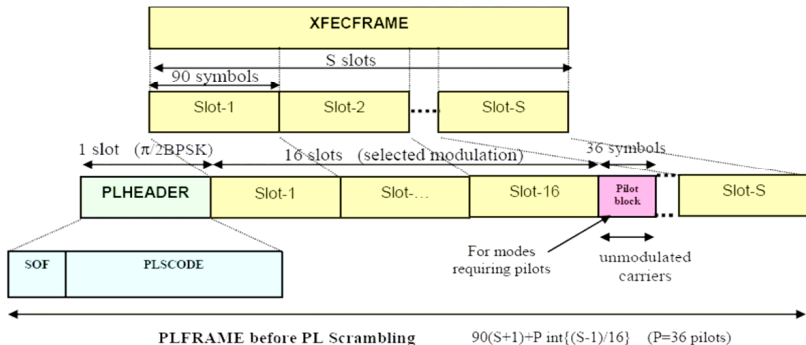 XFECFRAME
S slots
90 symbols
Slot-1 Slot-2 Slot-S
1 slot (π/2BPSK) 16 slots (selected modulation) 36 symbols
PLHEADER Slot-1 Slot-... Slot-16 Pilot block Slot-S
For modes requiring pilots
unmodulated carriers
SOF PLSCODE
PLFRAME before PL Scrambling 90(S+1)+P int{(S-1)/16} (P=36 pilots)